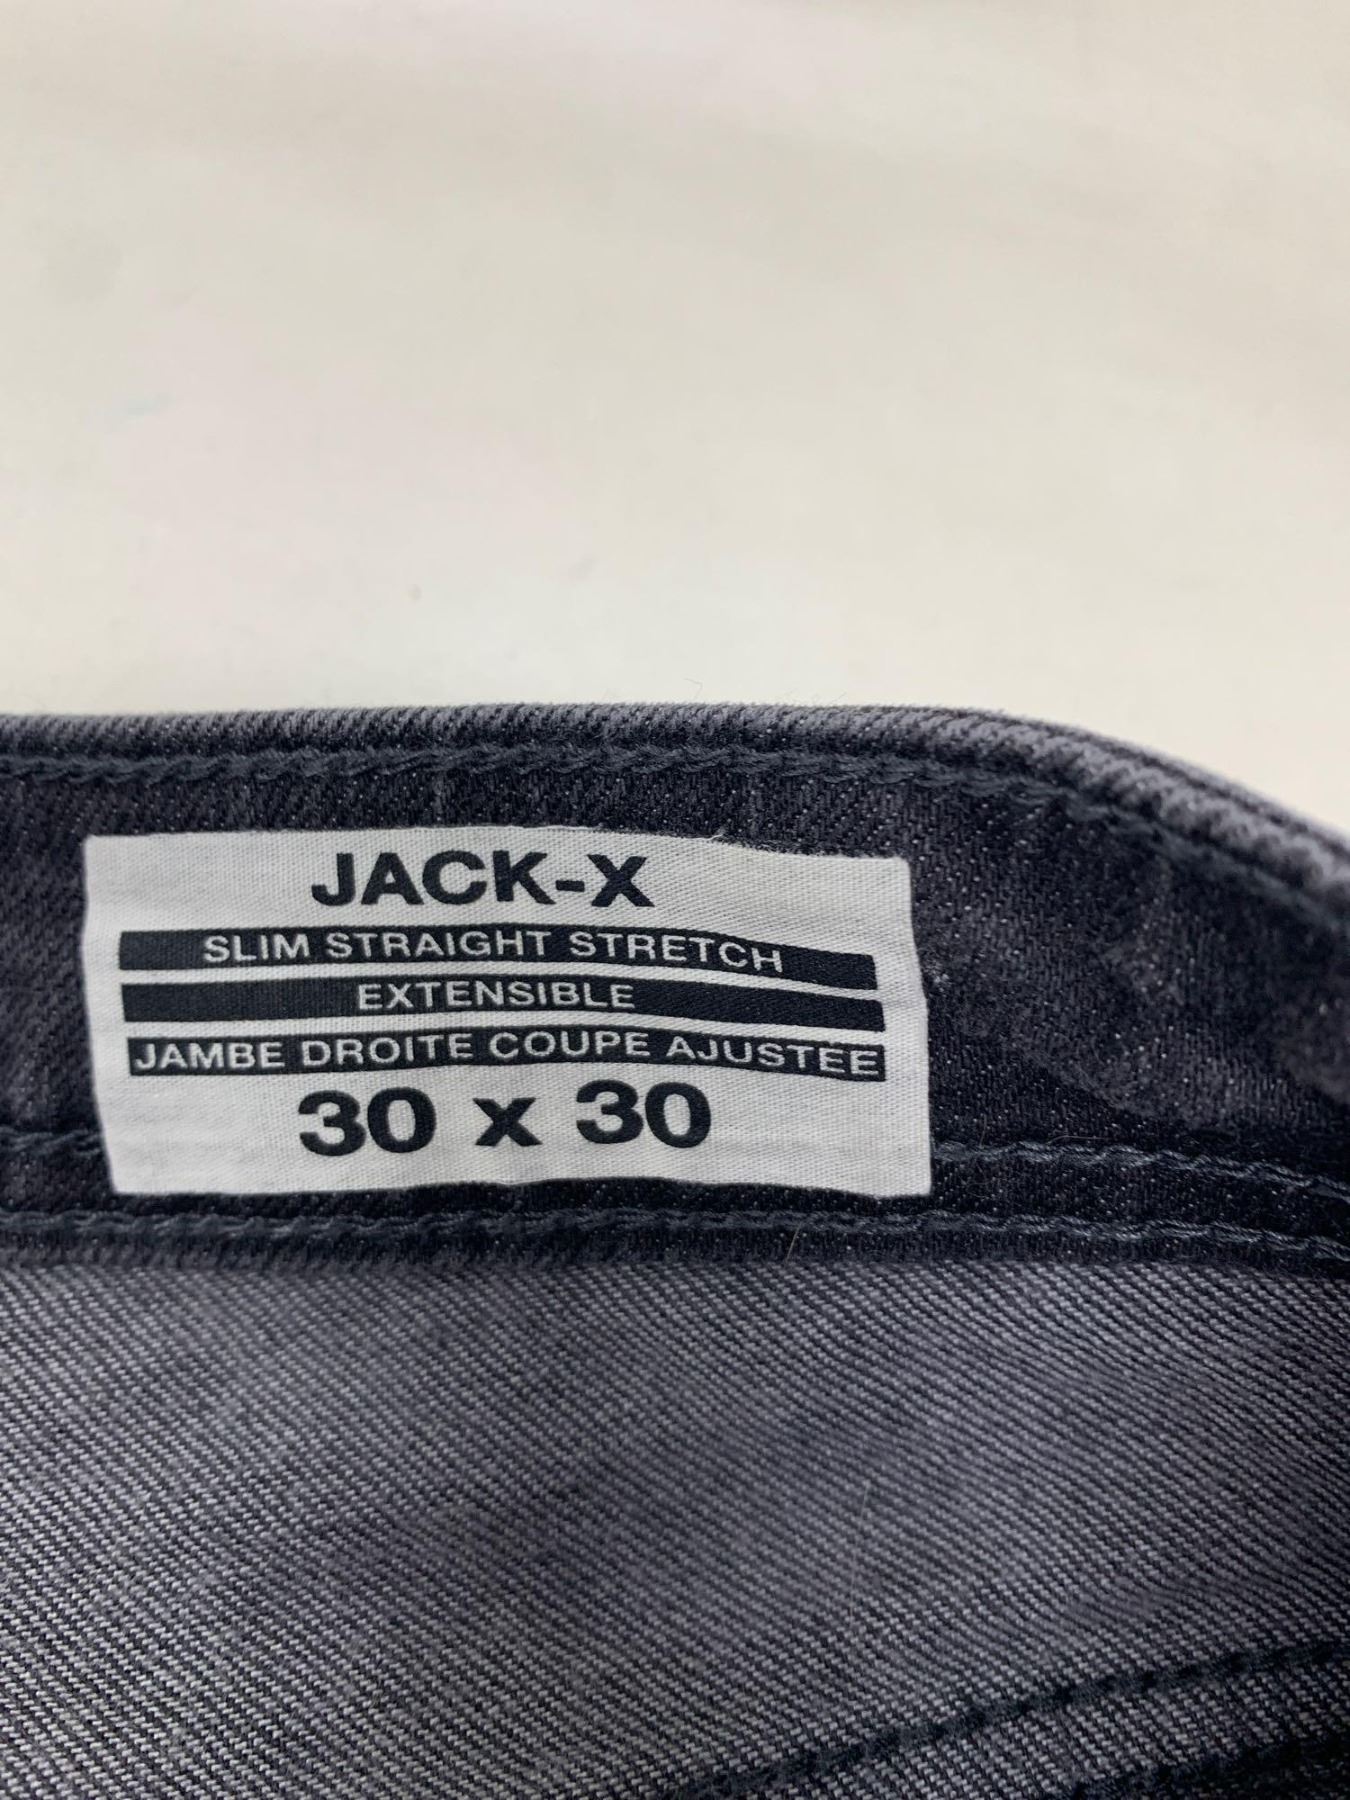 JACK-X
SLIM STRAIGHT STRETCH
EXTENSIBLE
JAMBE DROITE COUPE AJUSTEE
30 x 30